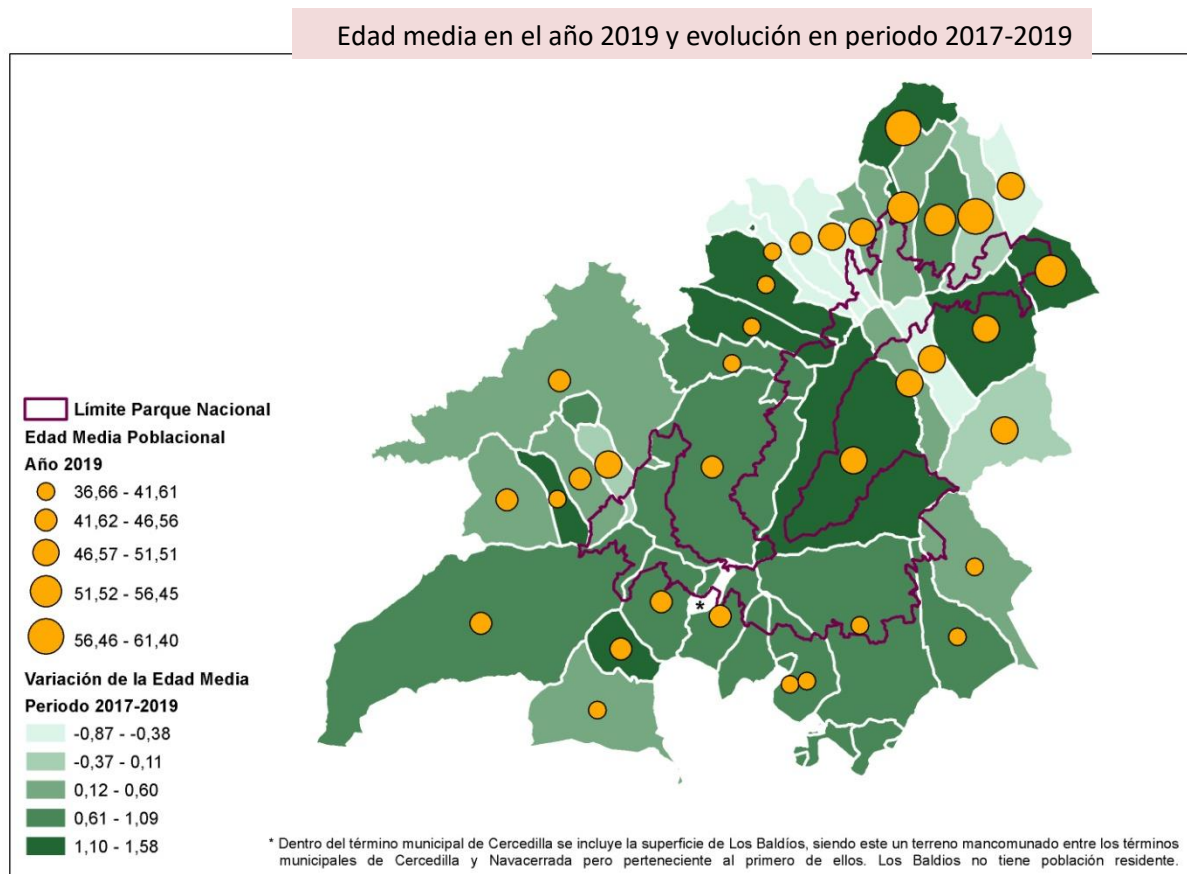 Edad media en el año 2019 y evolución en periodo 2017-2019
Límite Parque Nacional
Edad Media Poblacional
Año 2019
36,66 - 41,61
41,62 - 46,56
46,57 - 51,51
51,52 - 56,45
56,46 - 61,40
Variación de la Edad Media
Periodo 2017-2019
-0,87 - -0,38
-0,37 - 0,11
0,12 - 0,60
0,61 - 1,09
1,10 - 1,58
*
* Dentro del término municipal de Cercedilla se incluye la superficie de Los Baldíos, siendo este un terreno mancomunado entre los términos
municipales de Cercedilla y Navacerrada pero perteneciente al primero de ellos. Los Baldios no tiene población residente.